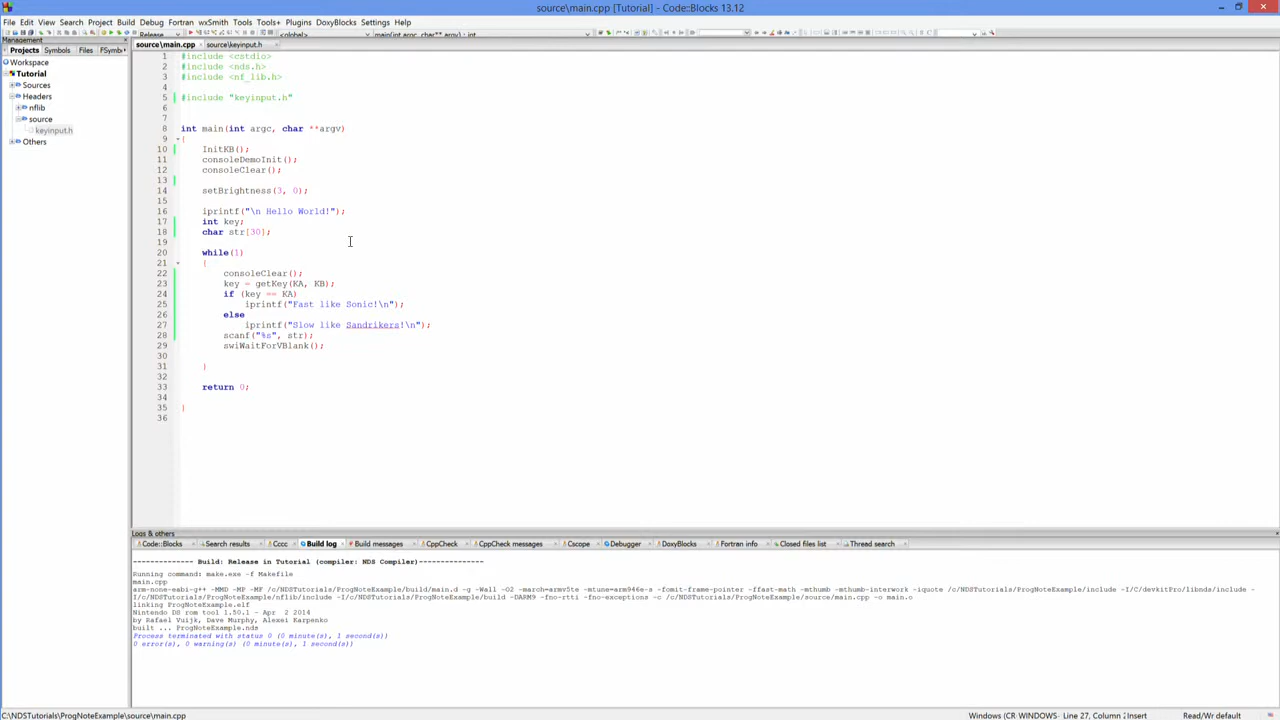 source\main.cpp [Tutorial] - Code::Blocks 13.12
File Edit View Search Project Build Debug Fortran wxSmith Tools Tools+ Plugins DoxyBlocks Settings Help
Release <global> main(int argc, char** argv) : int
Management
Projects Symbols Files FSymbo
Workspace
Tutorial
Sources
Headers
nflib
source
keyinput.h
Others
source\main.cpp source\keyinput.h
1 #include <cstdio>
2 #include <nds.h>
3 #include <nf_lib.h>
4
5 #include "keyinput.h"
6
7
8 int main(int argc, char **argv)
9 {
10 InitKB();
11 consoleDemoInit();
12 consoleClear();
13
14 setBrightness(3, 0);
15
16 iprintf("\n Hello World!");
17 int key;
18 char str[30];
19
20 while(1)
21 {
22 consoleClear();
23 key = getKey(KA, KB);
24 if (key == KA)
25 iprintf("Fast like Sonic!\n");
26 else
27 iprintf("Slow like Sandrikers!\n");
28 scanf("%s", str);
29 swiWaitForVBlank();
30
31 }
32
33 return 0;
34
35 }
36
Logs & others
Code::Blocks Search results Cccc Build log Build messages CppCheck CppCheck messages Cscope Debugger DoxyBlocks Fortran info Closed files list Thread search
-------------- Build: Release in Tutorial (compiler: NDS Compiler)---------------
Running command: make.exe -f Makefile
main.cpp
arm-none-eabi-g++ -MMD -MP -MF /c/NDSTutorials/ProgNoteExample/build/main.d -g -Wall -O2 -march=armv5te -mtune=arm946e-s -fomit-frame-pointer -ffast-math -mthumb -mthumb-interwork -iquote /c/NDSTutorials/ProgNoteExample/include -I/C/devkitPro/libnds/include -
I/c/NDSTutorials/ProgNoteExample/nflib/include -I/c/NDSTutorials/ProgNoteExample/build -DARM9 -fno-rtti -fno-exceptions -c /c/NDSTutorials/ProgNoteExample/source/main.cpp -o main.o
linking ProgNoteExample.elf
Nintendo DS rom tool 1.50.1 - Apr 2 2014
by Rafael Vuijk, Dave Murphy, Alexei Karpenko
built ... ProgNoteExample.nds
Process terminated with status 0 (0 minute(s), 1 second(s))
0 error(s), 0 warning(s) (0 minute(s), 1 second(s))
C:\NDSTutorials\ProgNoteExample\source\main.cpp Windows (CR WINDOWS- Line 27, Column Insert Read/Wr default